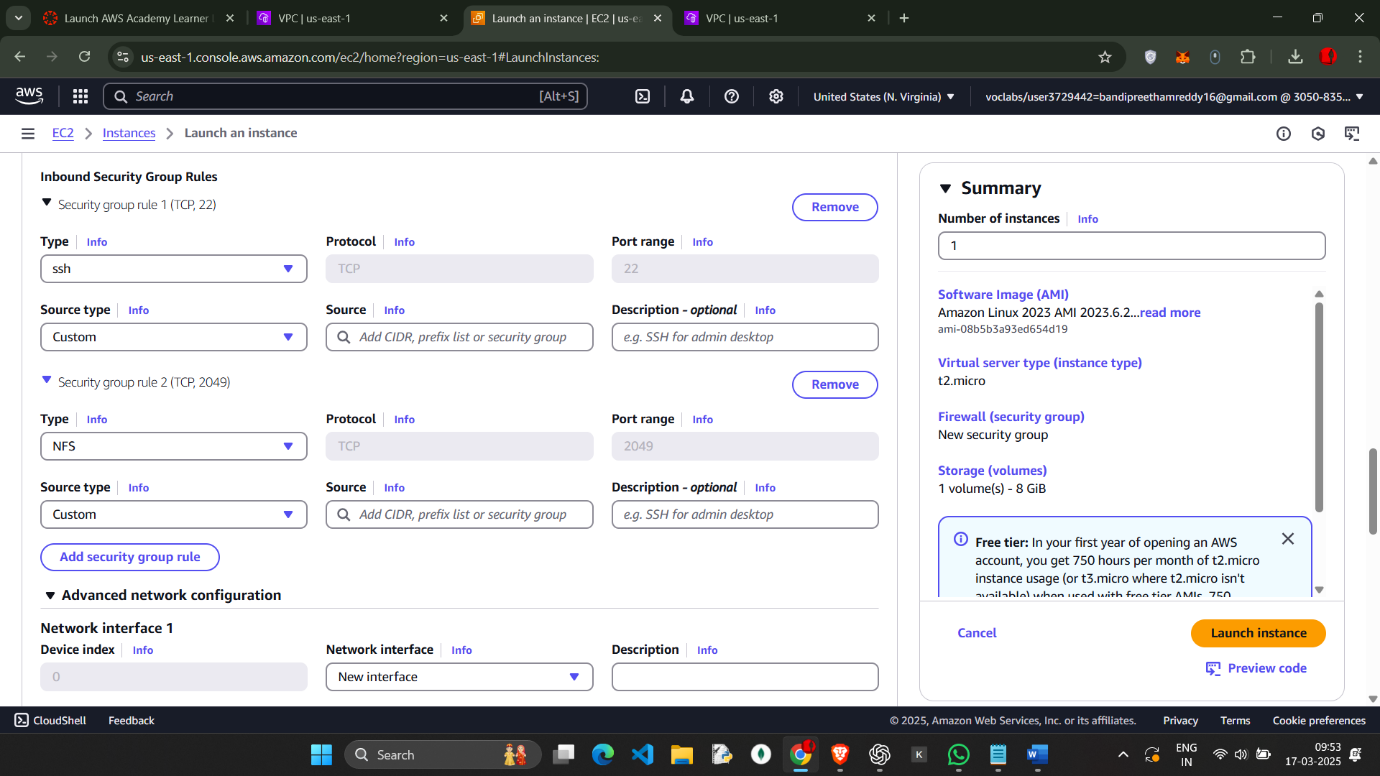 Launch AWS Academy Learner
VPC | us-east-1
Launch an instance | EC2 | us-ea
VPC | us-east-1
us-east-1.console.aws.amazon.com/ec2/home?region=us-east-1#LaunchInstances:
aws
Search
[Alt+S]
United States (N. Virginia)
voclabs/user3729442=bandipreethamreddy16@gmail.com @ 3050-835...
EC2
Instances
Launch an instance
Inbound Security Group Rules
Security group rule 1 (TCP, 22)
Remove
Type Info
Protocol Info
Port range Info
ssh
TCP
22
Source type Info
Source Info
Description - optional Info
Custom
Add CIDR, prefix list or security group
e.g. SSH for admin desktop
Security group rule 2 (TCP, 2049)
Remove
Type Info
Protocol Info
Port range Info
NFS
TCP
2049
Source type Info
Source Info
Description - optional Info
Custom
Add CIDR, prefix list or security group
e.g. SSH for admin desktop
Add security group rule
Advanced network configuration
Network interface 1
Device index Info
Network interface Info
Description Info
0
New interface
Summary
Number of instances Info
1
Software Image (AMI)
Amazon Linux 2023 AMI 2023.6.2...read more
ami-08b5b3a93ed654d19
Virtual server type (instance type)
t2.micro
Firewall (security group)
New security group
Storage (volumes)
1 volume(s) - 8 GiB
Free tier: In your first year of opening an AWS
account, you get 750 hours per month of t2.micro
instance usage (or t3.micro where t2.micro isn't
available) when used with free tier AMIs, 750
Cancel
Launch instance
Preview code
CloudShell
Feedback
© 2025, Amazon Web Services, Inc. or its affiliates.
Privacy
Terms
Cookie preferences
Search
K
W
ENG
IN
09:53
17-03-2025